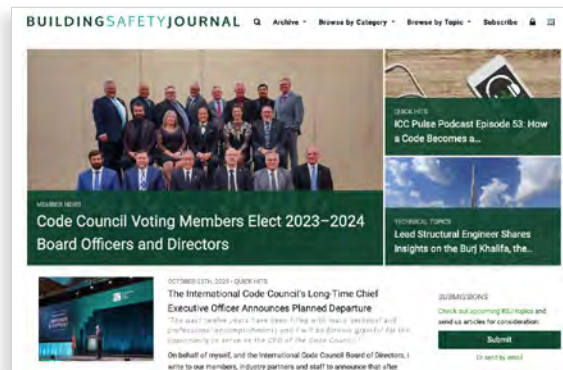 BUILDINGSAFETYJOURNAL
Archive
Browse by Category
Browse by Topic
Subscribe
MEMBER NEWS
Code Council Voting Members Elect 2023–2024
Board Officers and Directors
QUICK HITS
ICC Pulse Podcast Episode 53: How
a Code Becomes a...
TECHNICAL TOPICS
Lead Structural Engineer Shares
Insights on the Burj Khalifa, the...
OCTOBER 25TH, 2023 • QUICK HITS
The International Code Council's Long-Time Chief
Executive Officer Announces Planned Departure
"The past twelve years have been filled with many personal and
professional accomplishments and I will be forever grateful for the
opportunity to serve as the CEO of the Code Council."
On behalf of myself, and the International Code Council Board of Directors, I
write to our members, industry partners and staff to announce that after
SUBMISSIONS
Check out upcoming BSJ topics and
send us articles for consideration.
Submit
Or send by email